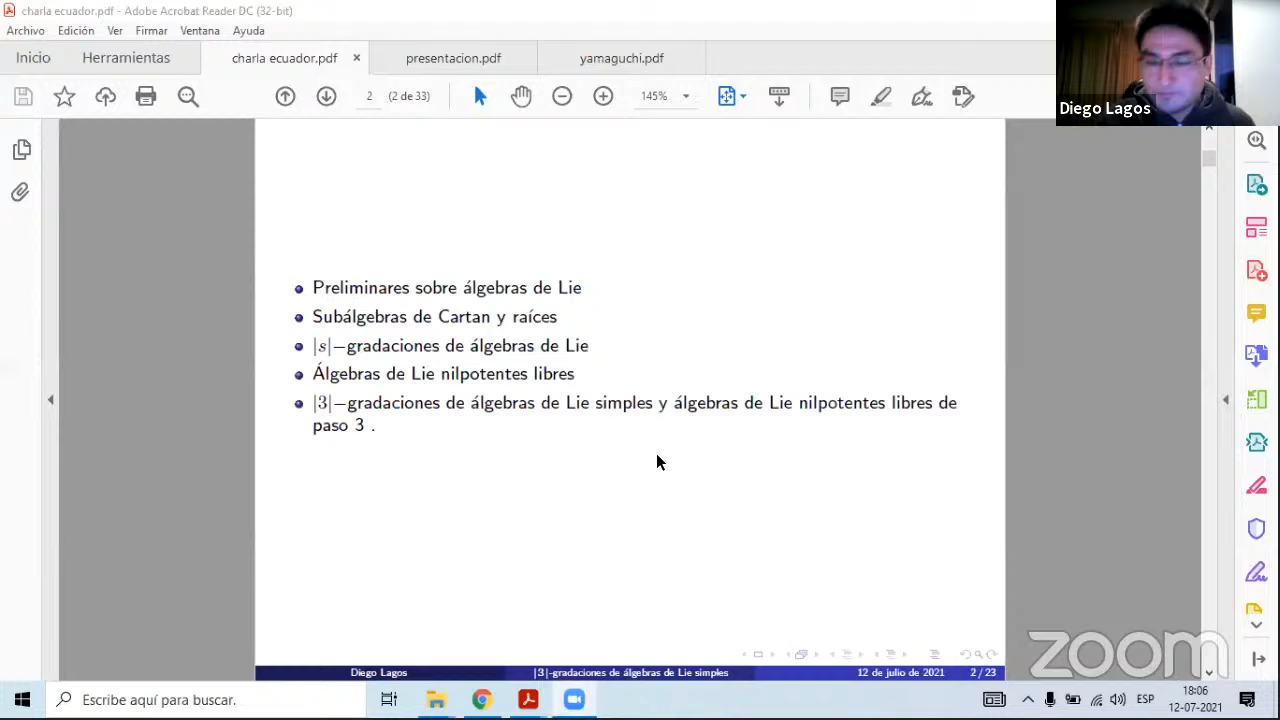 charla ecuador.pdf - Adobe Acrobat Reader DC (32-bit)
Archivo Edición Ver Firmar Ventana Ayuda
Inicio Herramientas charla ecuador.pdf × presentacion.pdf yamaguchi.pdf
2 (2 de 33) 145%
Diego Lagos
Preliminares sobre álgebras de Lie
Subálgebras de Cartan y raíces
|s|−gradaciones de álgebras de Lie
Álgebras de Lie nilpotentes libres
|3|−gradaciones de álgebras de Lie simples y álgebras de Lie nilpotentes libres de
paso 3 .
zoom
Diego Lagos |3|-gradaciones de álgebras de Lie simples 12 de julio de 2021 2 / 23
Escribe aquí para buscar. ESP 18:06
12-07-2021